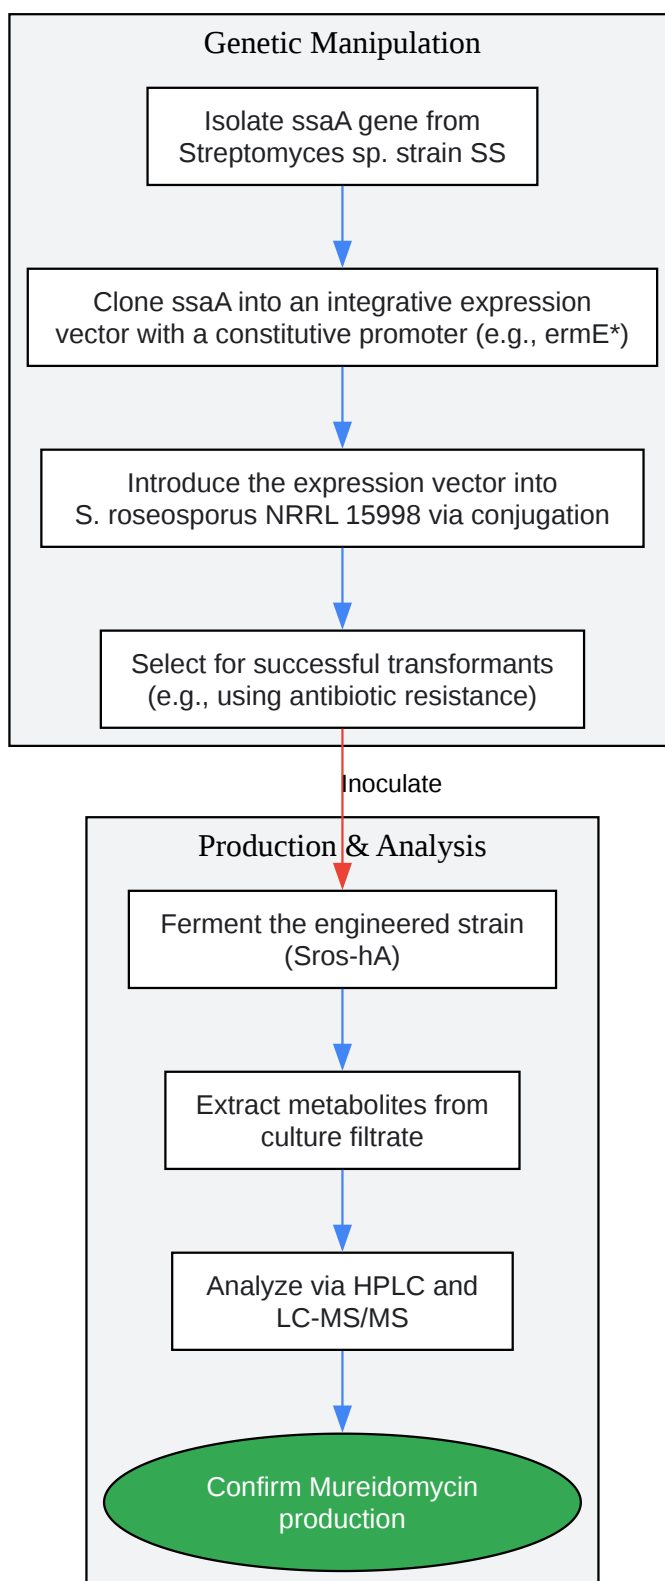 Genetic Manipulation
Isolate ssaA gene from
Streptomyces sp. strain SS
Clone ssaA into an integrative expression
vector with a constitutive promoter (e.g., ermE*)
Introduce the expression vector into
S. roseosporus NRRL 15998 via conjugation
Select for successful transformants
(e.g., using antibiotic resistance)
Inoculate
Production & Analysis
Ferment the engineered strain
(Sros-hA)
Extract metabolites from
culture filtrate
Analyze via HPLC and
LC-MS/MS
Confirm Mureidomycin
production